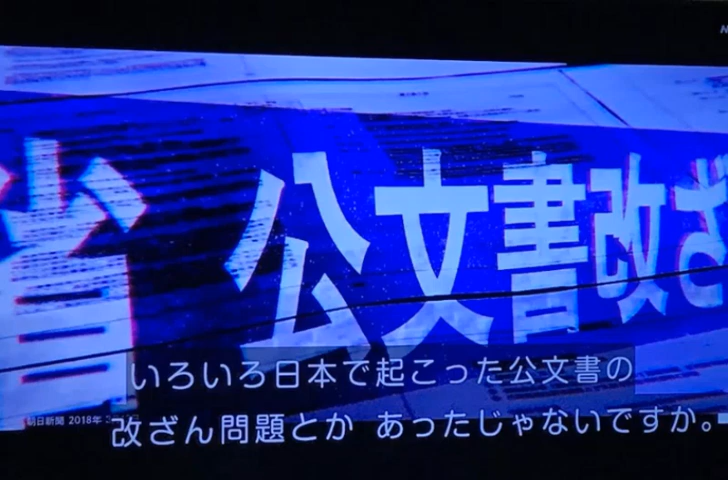 省 公文書改ざ
いろいろ日本で起こった公文書の
改ざん問題とか あったじゃないですか。
朝日新聞 2018年